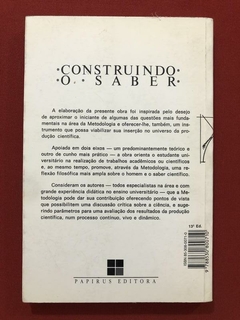 CONSTRUINDO
O SABER
A elaboração da presente obra foi inspirada pelo desejo
de aproximar o iniciante de algumas das questões mais funda-
mentais na área da Metodologia e oferecer-lhe, também, um ins-
trumento que possa viabilizar sua inserção no universo da pro-
dução científica.
Apoiada em dois eixos — um predominantemente teórico e
outro de cunho mais prático — a obra orienta o estudante uni-
versitário na realização de trabalhos acadêmicos ou científicos
e, ao mesmo tempo, promove, através da Metodologia, uma re-
flexão filosófica mais ampla sobre o homem e o saber científico.
Consideram os autores — todos especialistas na área e com
grande experiência didática no ensino universitário — que a Me-
todologia pode dar sua contribuição oferecendo pontos de vista
que possibilitem uma discussão crítica sobre a ciência, e suge-
rindo parâmetros para uma avaliação dos resultados da produção
científica, num processo contínuo, vivo e dinâmico.
PAPIRUS EDITORA